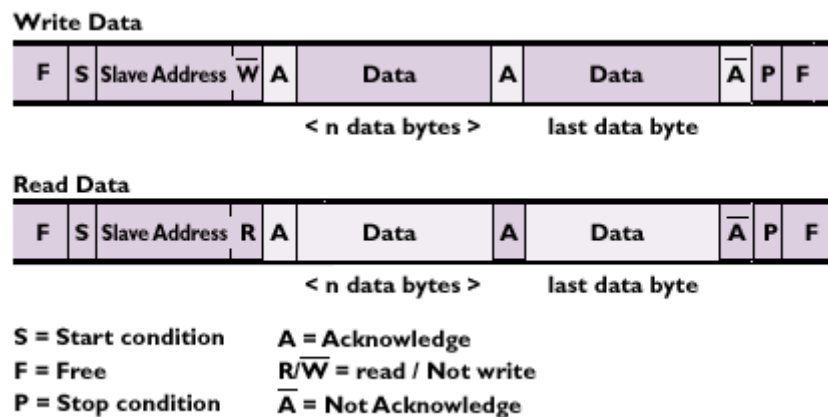 Write Data
F S Slave Address W̅ A Data A Data A̅ P F
< n data bytes > last data byte
Read Data
F S Slave Address R A Data A Data A̅ P F
< n data bytes > last data byte
S = Start condition A = Acknowledge
F = Free R/W̅ = read / Not write
P = Stop condition A̅ = Not Acknowledge